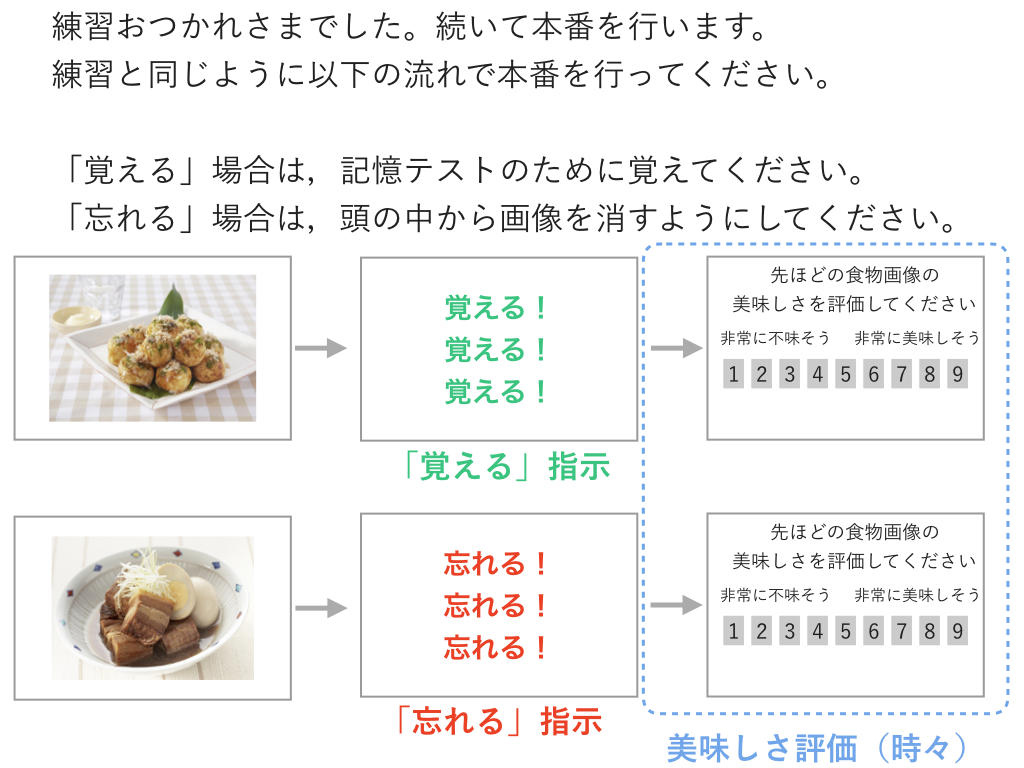 練習おつかれさまでした。続いて本番を行います。
練習と同じように以下の流れで本番を行ってください。
「覚える」場合は，記憶テストのために覚えてください。
「忘れる」場合は，頭の中から画像を消すようにしてください。
覚える！
覚える！
覚える！
「覚える」指示
先ほどの食物画像の
美味しさを評価してください
非常に不味そう 非常に美味しそう
1 2 3 4 5 6 7 8 9
忘れる！
忘れる！
忘れる！
「忘れる」指示
先ほどの食物画像の
美味しさを評価してください
非常に不味そう 非常に美味しそう
1 2 3 4 5 6 7 8 9
美味しさ評価（時々）